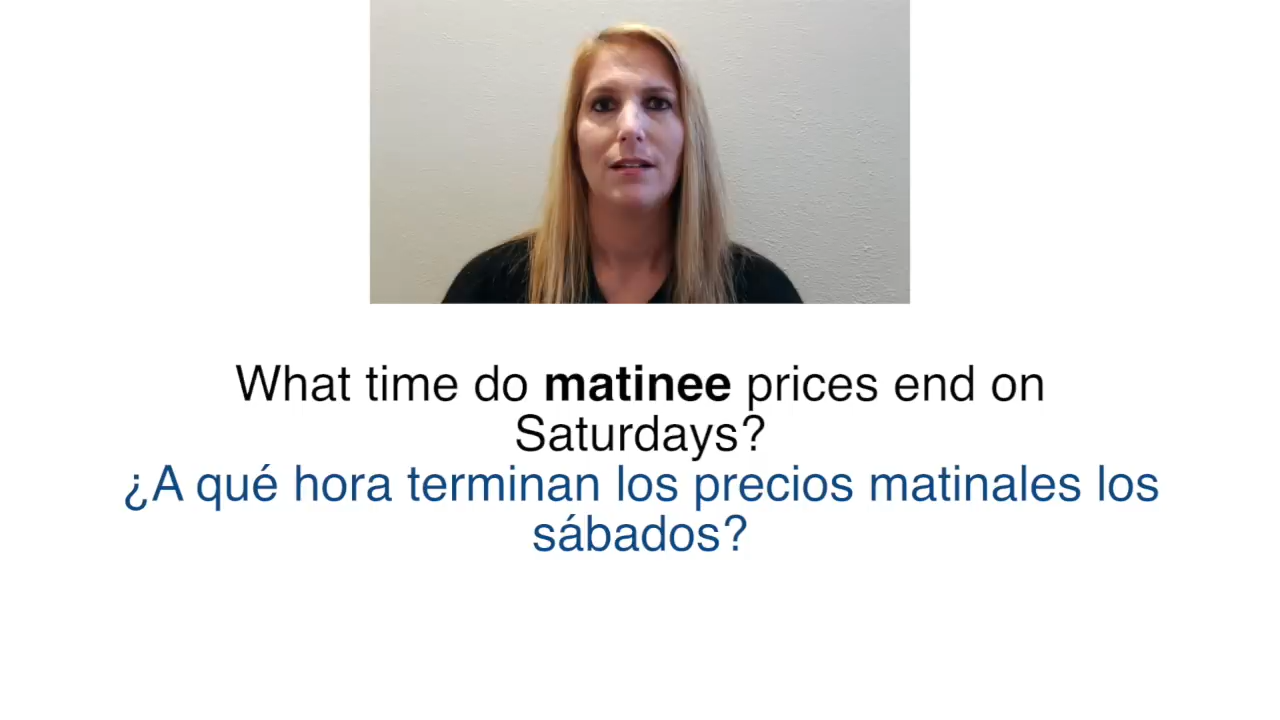 What time do matinee prices end on
Saturdays?
¿A qué hora terminan los precios matinales los
sábados?